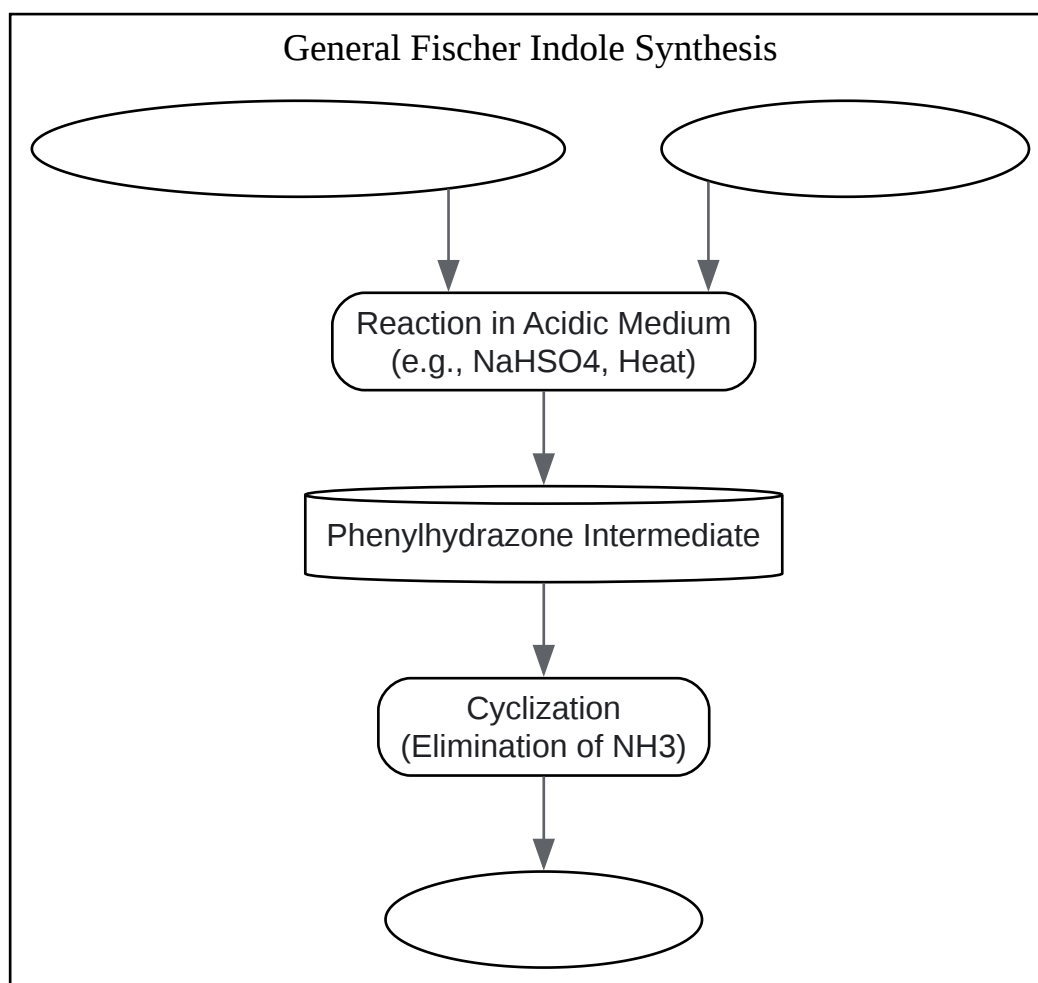 General Fischer Indole Synthesis
Reaction in Acidic Medium
(e.g., NaHSO4, Heat)
Phenylhydrazone Intermediate
Cyclization
(Elimination of NH3)